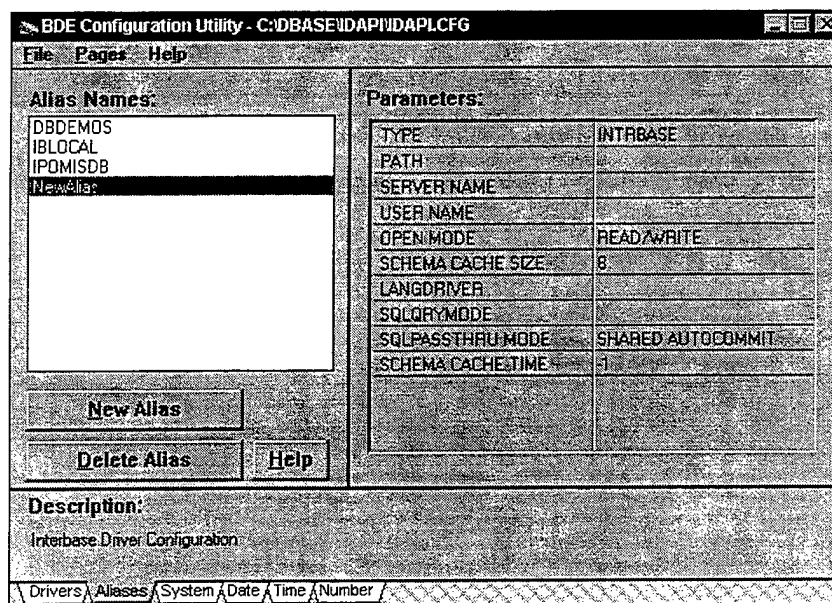 BDE Configuration Utility - C:\DBASE\IDAPI\IDAPI.CFG
File Pages Help
Alias Names:
DBDEMOS
IBLOCAL
IPOMISDB
NewAlias
New Alias
Delete Alias Help
Parameters:
TYPE INTRBASE
PATH
SERVER NAME
USER NAME
OPEN MODE READ/WRITE
SCHEMA CACHE SIZE 8
LANGDRIVER
SQLQRYMODE
SQLPASSTHRU MODE SHARED AUTOCOMMIT
SCHEMA CACHE TIME -1
Description:
Interbase Driver Configuration
Drivers Aliases System Date Time Number